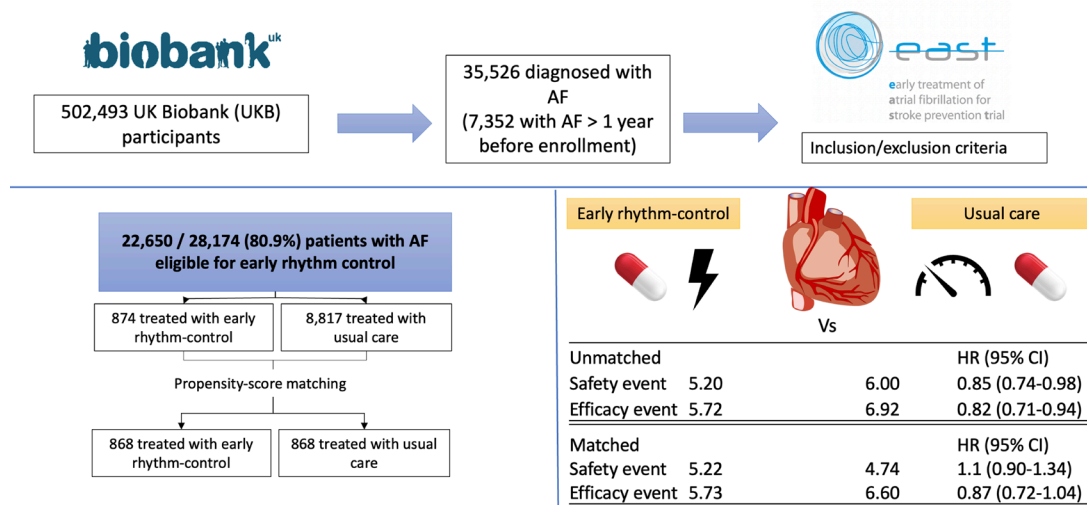 biobank uk
502,493 UK Biobank (UKB)
participants
35,526 diagnosed with
AF
(7,352 with AF > 1 year
before enrollment)
east
early treatment of
atrial fibrillation for
stroke prevention trial
Inclusion/exclusion criteria
22,650 / 28,174 (80.9%) patients with AF
eligible for early rhythm control
874 treated with early
rhythm-control
8,817 treated with
usual care
Propensity-score matching
868 treated with early
rhythm-control
868 treated with usual
care
Early rhythm-control
Usual care
Vs
Unmatched HR (95% CI)
Safety event 5.20 6.00 0.85 (0.74-0.98)
Efficacy event 5.72 6.92 0.82 (0.71-0.94)
Matched HR (95% CI)
Safety event 5.22 4.74 1.1 (0.90-1.34)
Efficacy event 5.73 6.60 0.87 (0.72-1.04)